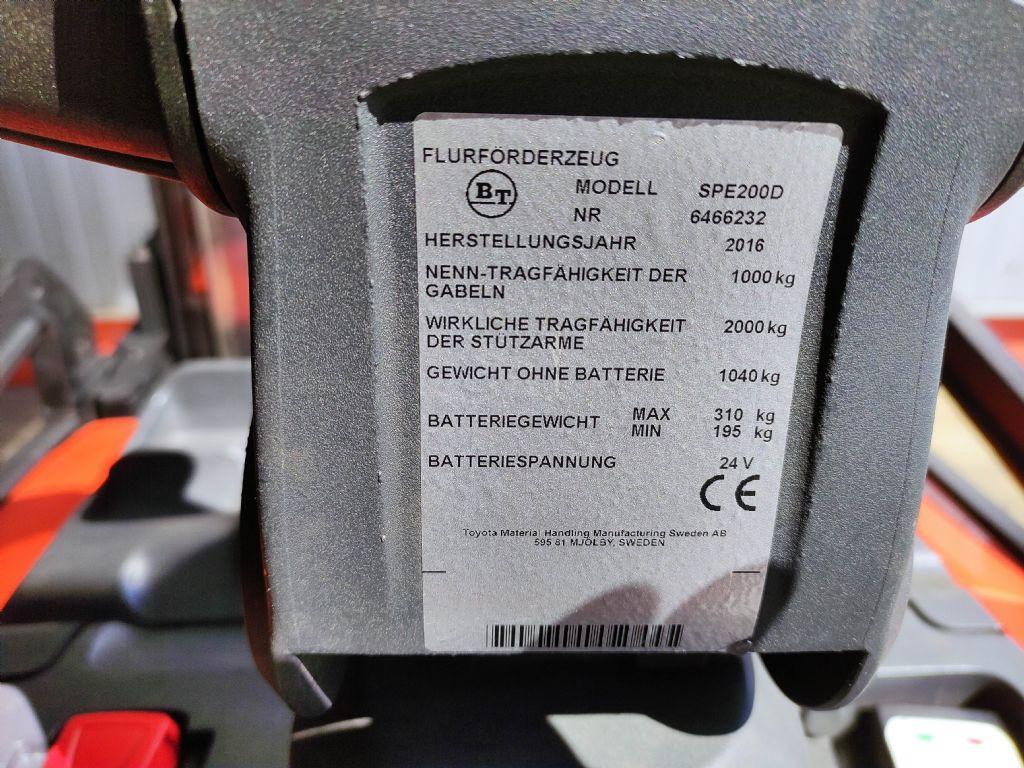 FLURFÖRDERZEUG
BT MODELL SPE200D
NR 6466232
HERSTELLUNGSJAHR 2016
NENN-TRAGFÄHIGKEIT DER 1000 kg
GABELN
WIRKLICHE TRAGFÄHIGKEIT 2000 kg
DER STÜTZARME
GEWICHT OHNE BATTERIE 1040 kg
BATTERIEGEWICHT MAX 310 kg
MIN 195 kg
BATTERIESPANNUNG 24 V
CE
Toyota Material Handling Manufacturing Sweden AB
595 81 MJÖLBY, SWEDEN